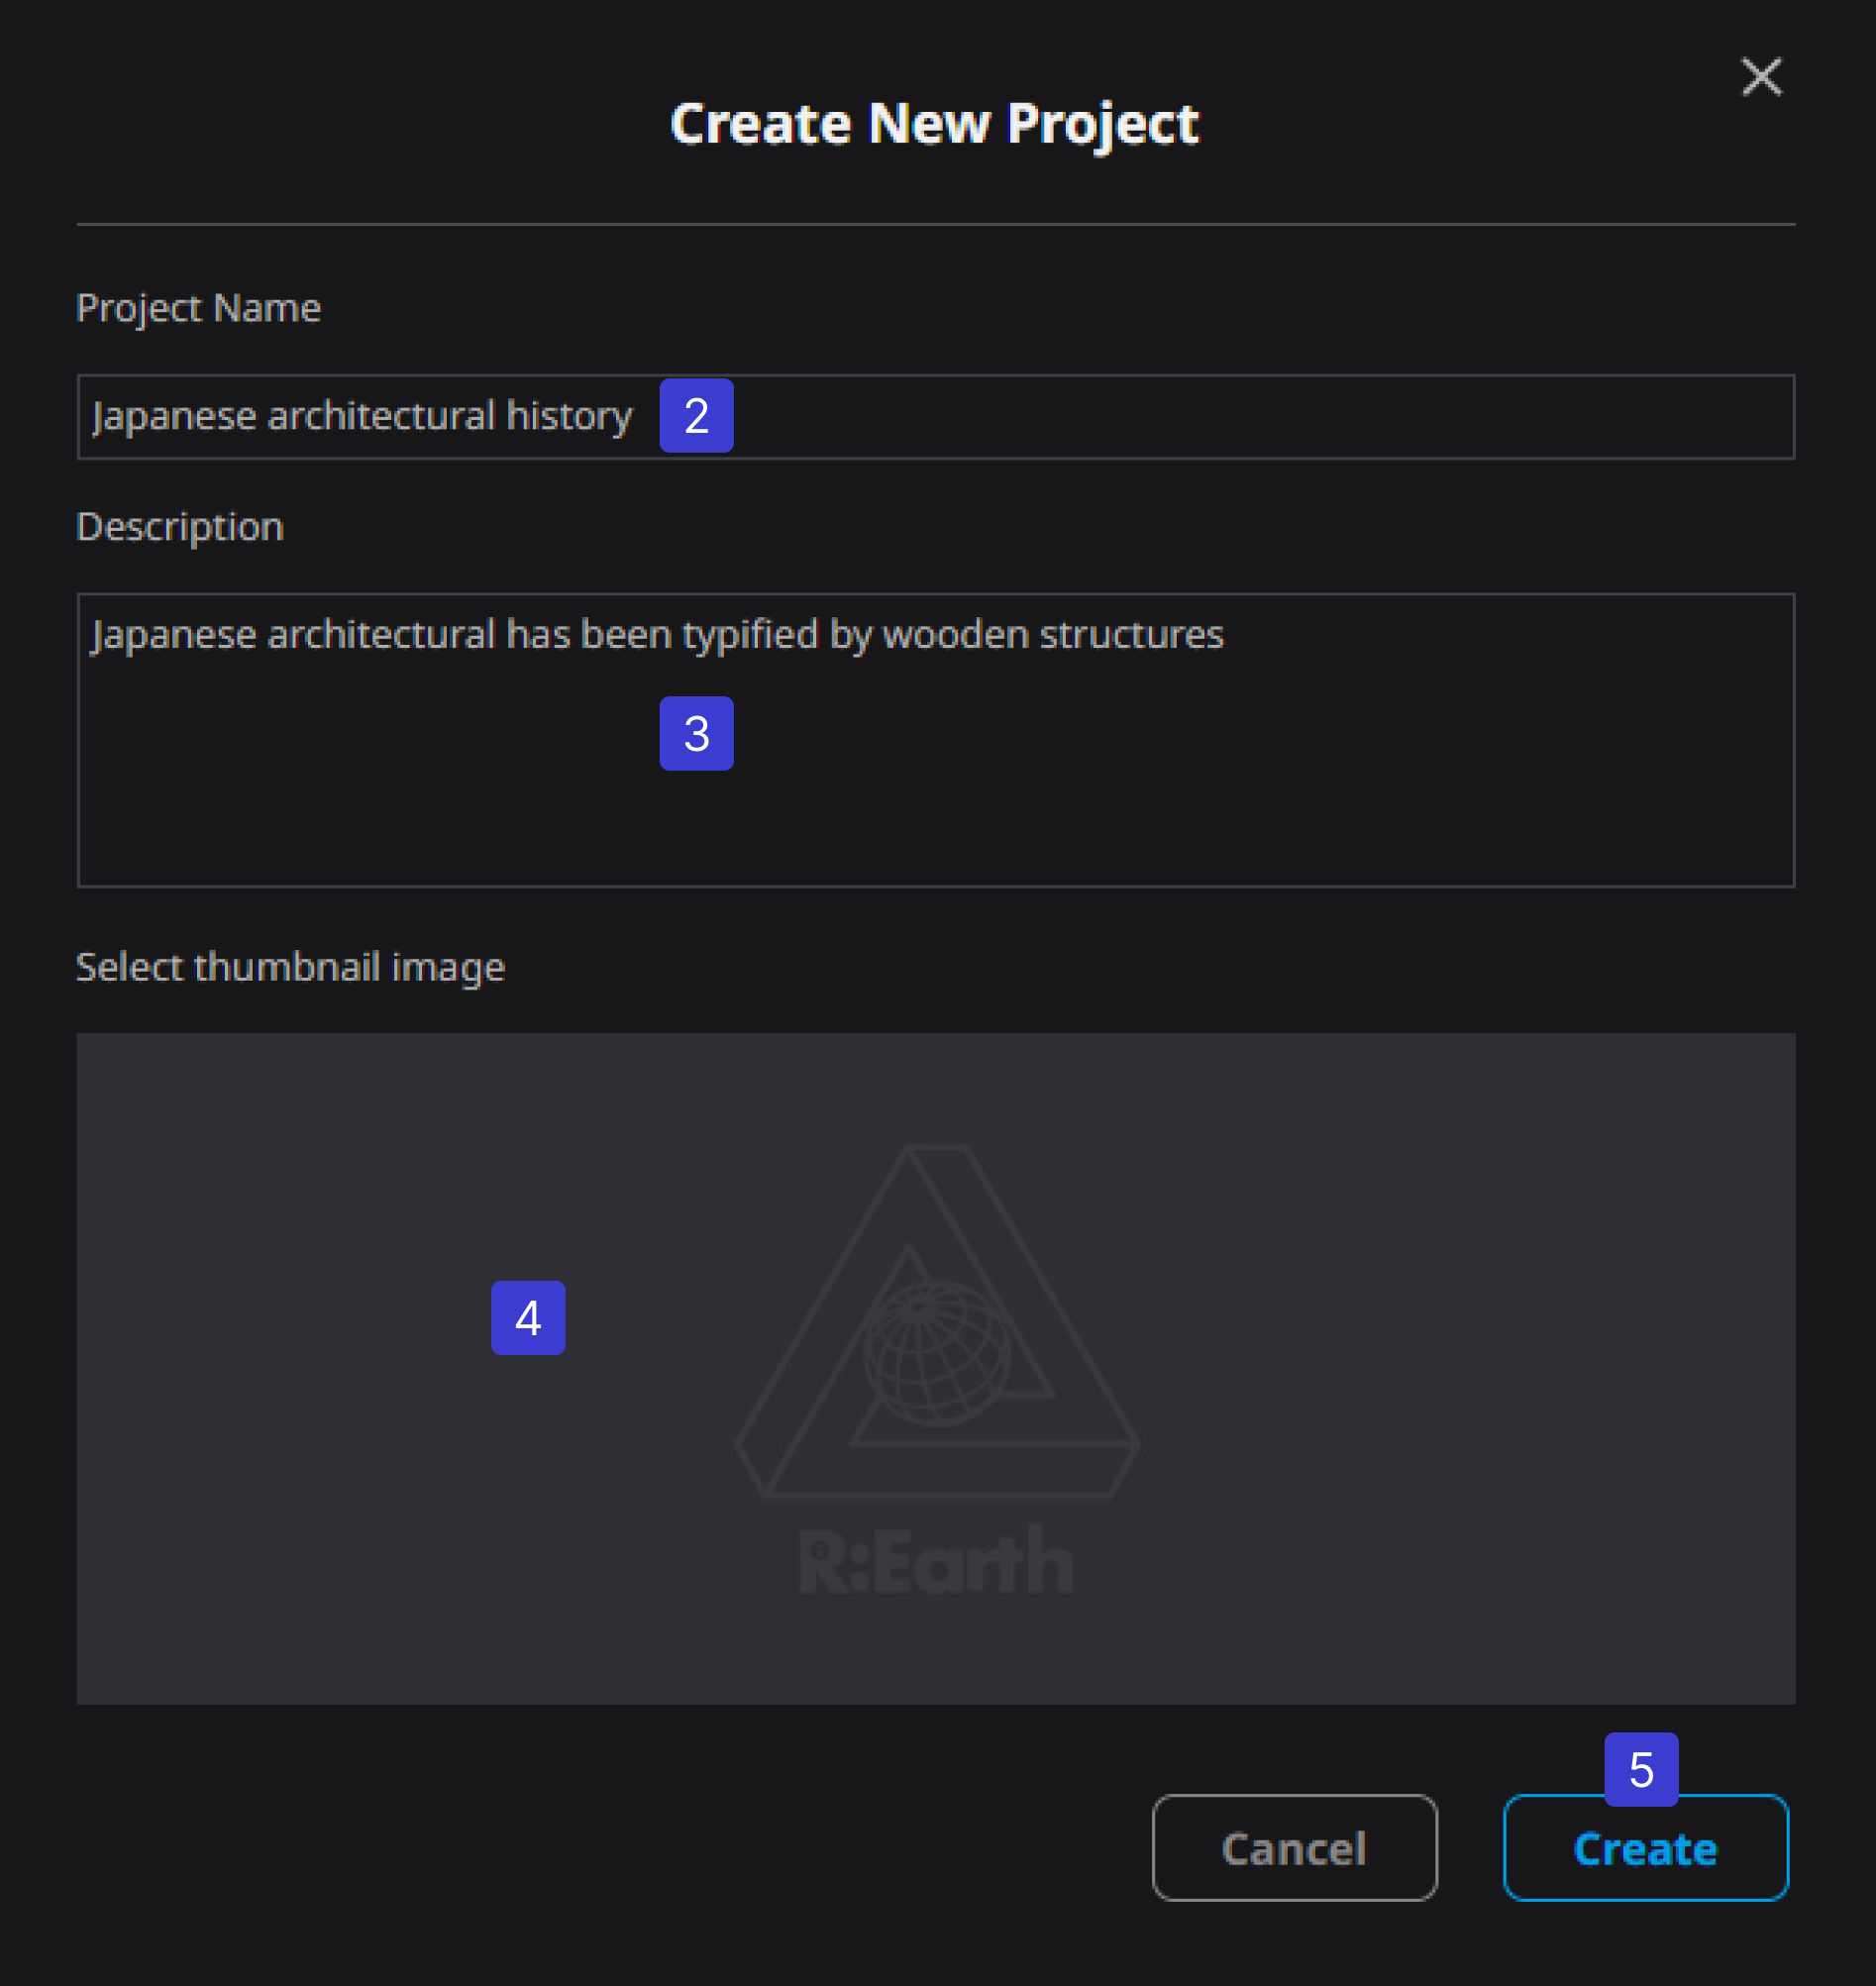 Create New Project
Project Name
Japanese architectural history 2
Description
Japanese architectural has been typified by wooden structures
3
Select thumbnail image
4
R:Earth
5
Cancel Create